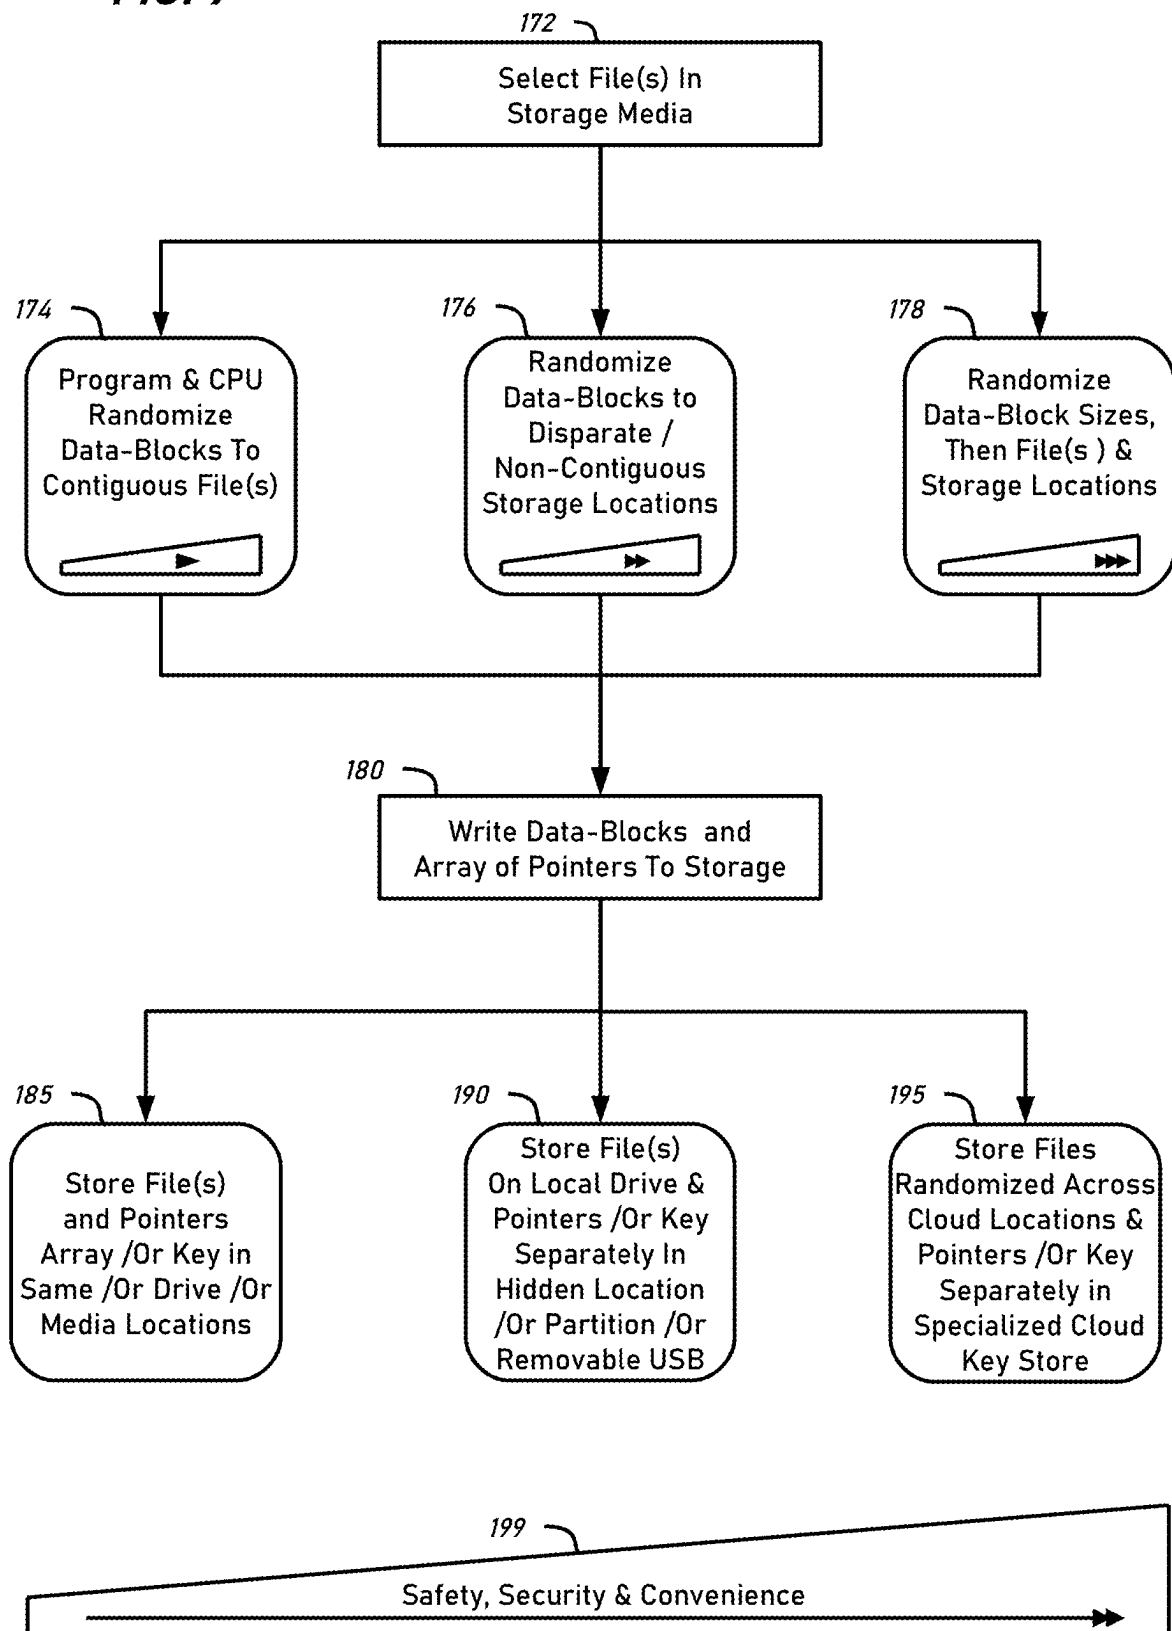 172
Select File(s) In
Storage Media
174
Program & CPU
Randomize
Data-Blocks To
Contiguous File(s)
176
Randomize
Data-Blocks to
Disparate /
Non-Contiguous
Storage Locations
178
Randomize
Data-Block Sizes,
Then File(s ) &
Storage Locations
180
Write Data-Blocks and
Array of Pointers To Storage
185
Store File(s)
and Pointers
Array /Or Key in
Same /Or Drive /Or
Media Locations
190
Store File(s)
On Local Drive &
Pointers /Or Key
Separately In
Hidden Location
/Or Partition /Or
Removable USB
195
Store Files
Randomized Across
Cloud Locations &
Pointers /Or Key
Separately in
Specialized Cloud
Key Store
199
Safety, Security & Convenience